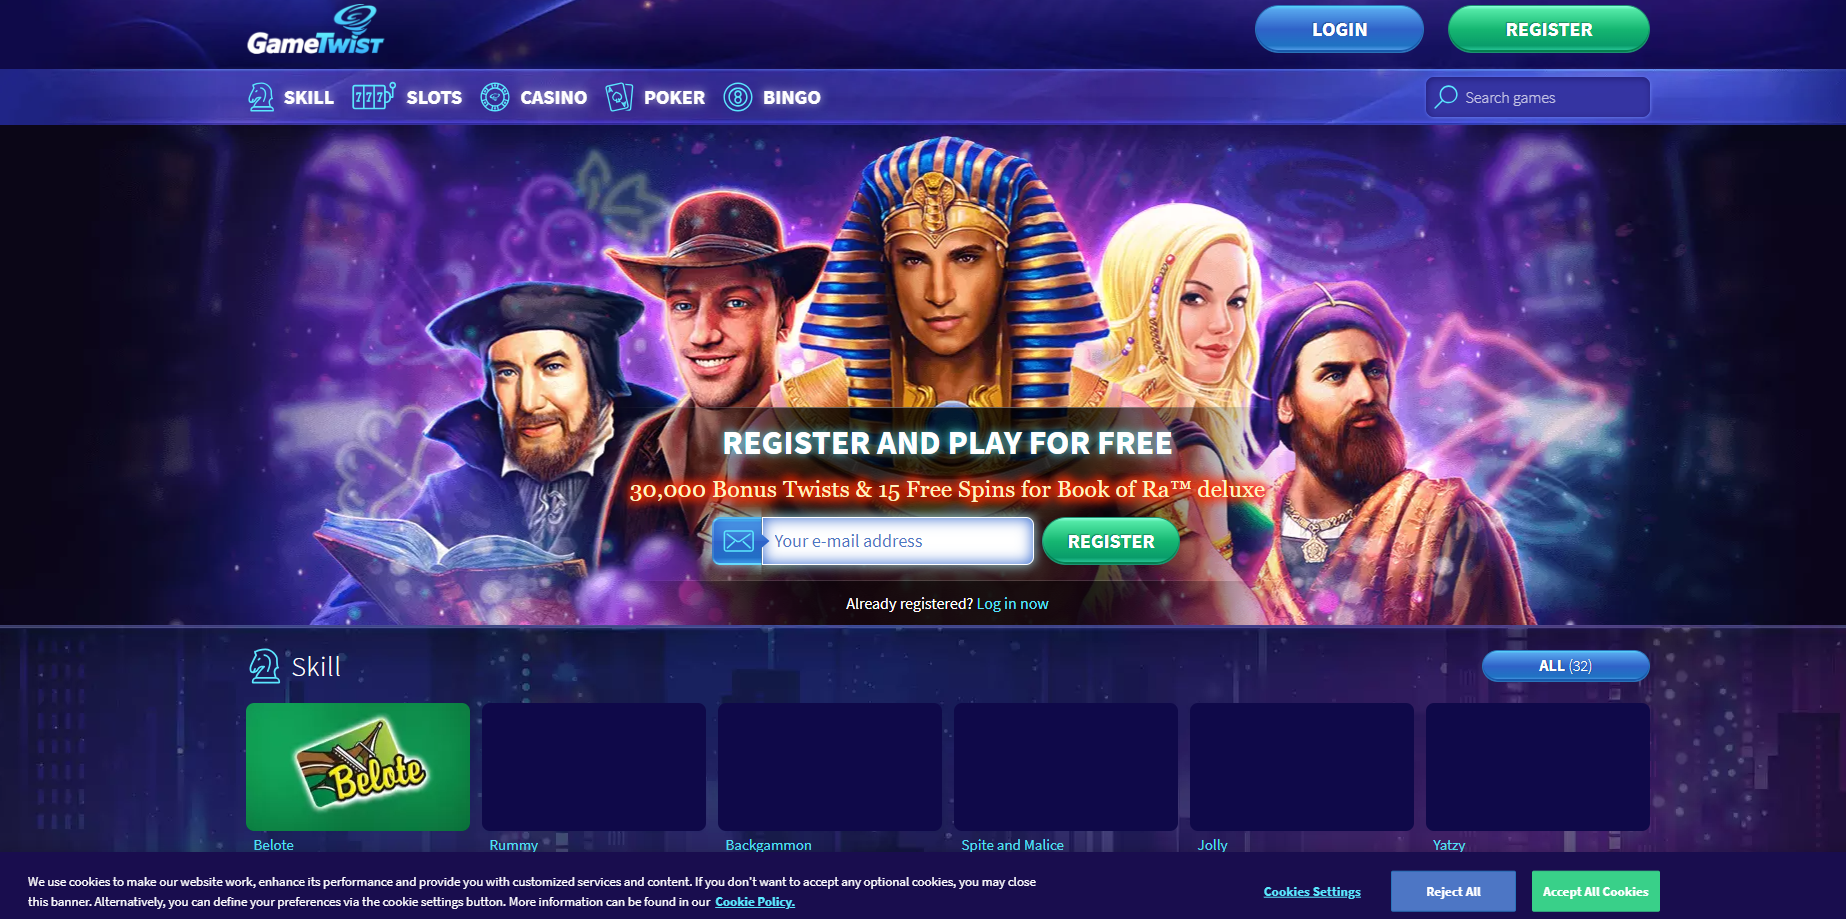 GameTwist
LOGIN
REGISTER
SKILL
777
SLOTS
CASINO
POKER
8
BINGO
Search games
REGISTER AND PLAY FOR FREE
30,000 Bonus Twists & 15 Free Spins for Book of Ra™ deluxe
Your e-mail address
REGISTER
Already registered? Log in now
Skill
ALL (32)
Belote
Belote
Rummy
Backgammon
Spite and Malice
Jolly
Yatzy
We use cookies to make our website work, enhance its performance and provide you with customized services and content. If you don't want to accept any optional cookies, you may close
this banner. Alternatively, you can define your preferences via the cookie settings button. More information can be found in our Cookie Policy.
Cookies Settings
Reject All
Accept All Cookies